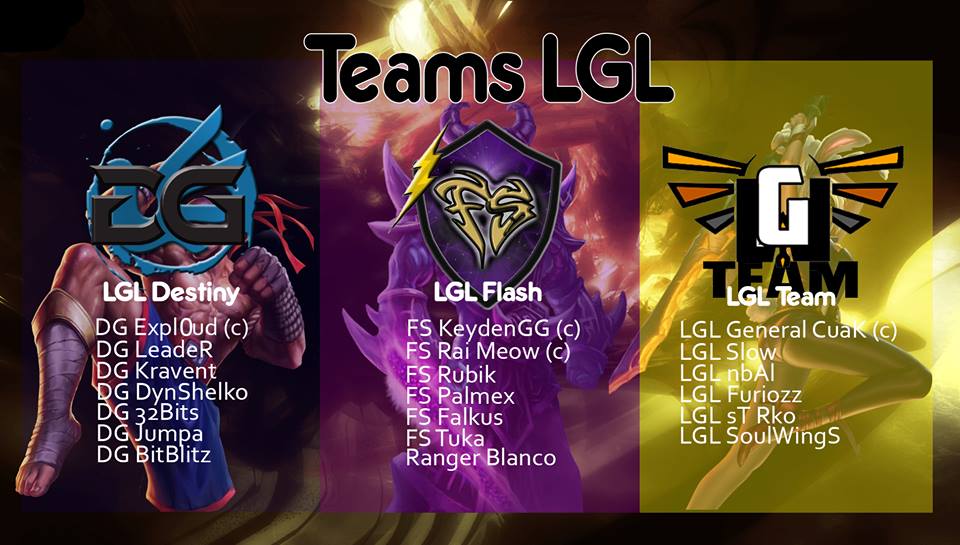 Teams LGL
DG
LGL Destiny
DG Expl0ud (c)
DG LeadeR
DG Kravent
DG DynShelko
DG 32Bits
DG Jumpa
DG BitBlitz
FS
LGL Flash
FS KeydenGG (c)
FS Rai Meow (c)
FS Rubik
FS Palmex
FS Falkus
FS Tuka
Ranger Blanco
LGL
TEAM
LGL Team
LGL General CuaK (c)
LGL Slow
LGL nbAl
LGL Furiozz
LGL sT Rko
LGL SoulWingS